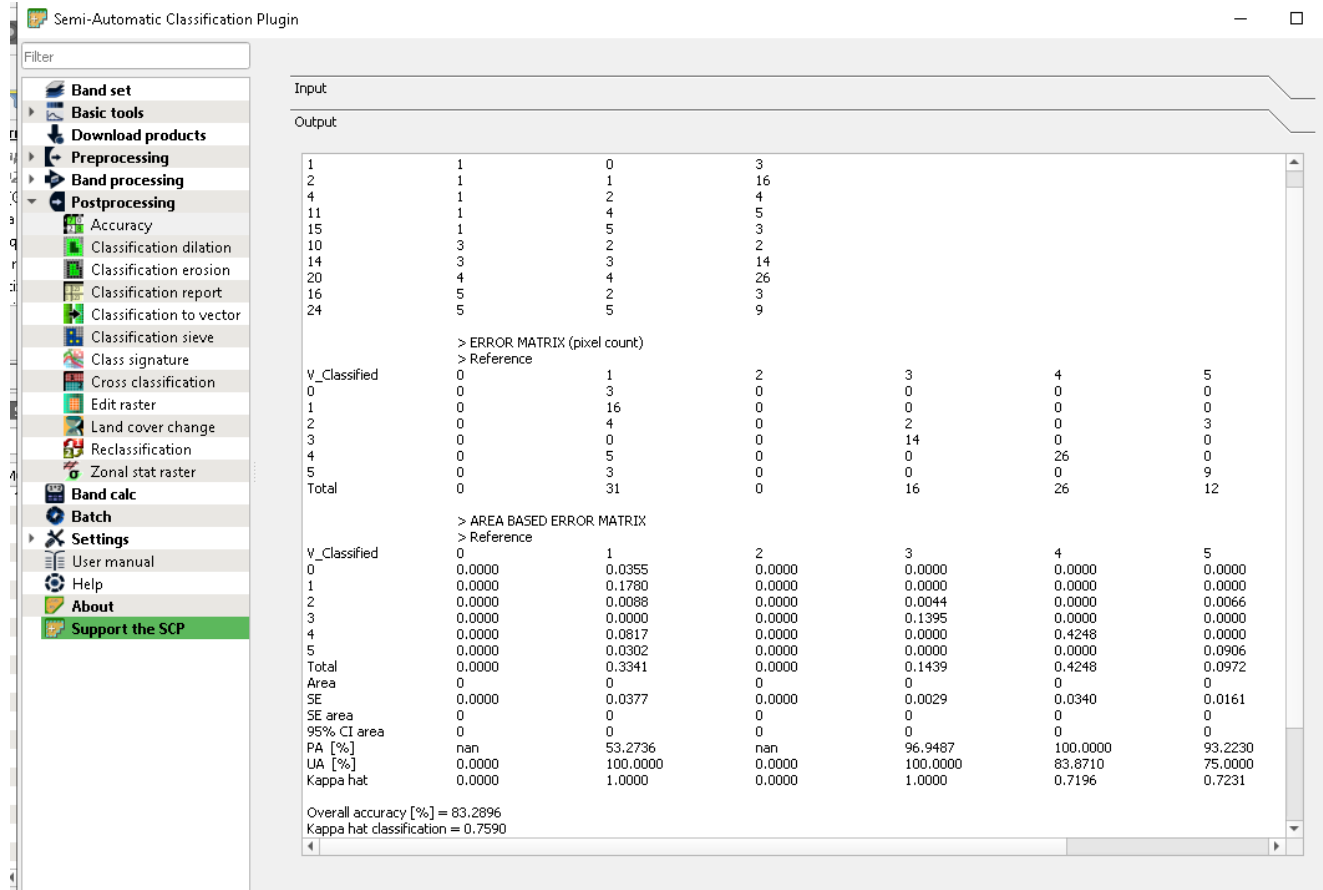 Semi-Automatic Classification Plugin
Filter
Band set
Basic tools
Download products
Preprocessing
Band processing
Postprocessing
Accuracy
Classification dilation
Classification erosion
Classification report
Classification to vector
Classification sieve
Class signature
Cross classification
Edit raster
Land cover change
Reclassification
Zonal stat raster
Band calc
Batch
Settings
User manual
Help
About
Support the SCP
Input
Output
1 1 0 3
2 1 1 16
4 1 2 4
11 1 4 5
15 1 5 3
10 3 2 2
14 3 3 14
20 4 4 26
16 5 2 3
24 5 5 9
> ERROR MATRIX (pixel count)
> Reference
V_Classified 0 1 2 3 4 5
0 0 3 0 0 0 0
1 0 16 0 0 0 0
2 0 4 0 2 0 3
3 0 0 0 14 0 0
4 0 5 0 0 26 0
5 0 3 0 0 0 9
Total 0 31 0 16 26 12
> AREA BASED ERROR MATRIX
> Reference
V_Classified 0 1 2 3 4 5
0 0.0000 0.0355 0.0000 0.0000 0.0000 0.0000
1 0.0000 0.1780 0.0000 0.0000 0.0000 0.0000
2 0.0000 0.0088 0.0000 0.0044 0.0000 0.0066
3 0.0000 0.0000 0.0000 0.1395 0.0000 0.0000
4 0.0000 0.0817 0.0000 0.0000 0.4248 0.0000
5 0.0000 0.0302 0.0000 0.0000 0.0000 0.0906
Total 0.0000 0.3341 0.0000 0.1439 0.4248 0.0972
Area 0 0 0 0 0 0
SE 0.0000 0.0377 0.0000 0.0029 0.0340 0.0161
SE area 0 0 0 0 0 0
95% CI area 0 0 0 0 0 0
PA [%] nan 53.2736 nan 96.9487 100.0000 93.2230
UA [%] 0.0000 100.0000 0.0000 100.0000 83.8710 75.0000
Kappa hat 0.0000 1.0000 0.0000 1.0000 0.7196 0.7231
Overall accuracy [%] = 83.2896
Kappa hat classification = 0.7590